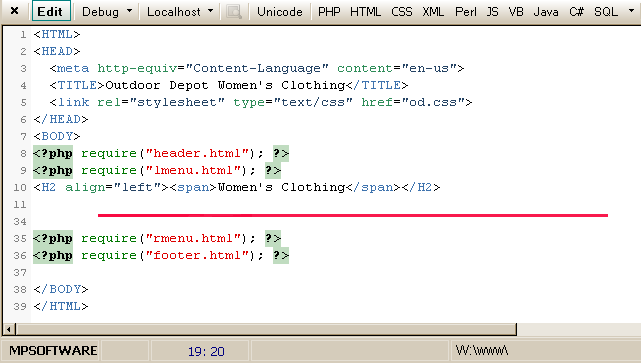 × Edit Debug Localhost Unicode PHP HTML CSS XML Perl JS VB Java C# SQL
1 <HTML>
2 <HEAD>
3 <meta http-equiv="Content-Language" content="en-us">
4 <TITLE>Outdoor Depot Women's Clothing</TITLE>
5 <link rel="stylesheet" type="text/css" href="od.css">
6 </HEAD>
7 <BODY>
8 <?php require("header.html"); ?>
9 <?php require("lmenu.html"); ?>
10 <H2 align="left"><span>Women's Clothing</span></H2>
11
34
35 <?php require("rmenu.html"); ?>
36 <?php require("footer.html"); ?>
37
38 </BODY>
39 </HTML>
MPSOFTWARE 19: 20 W:\www\